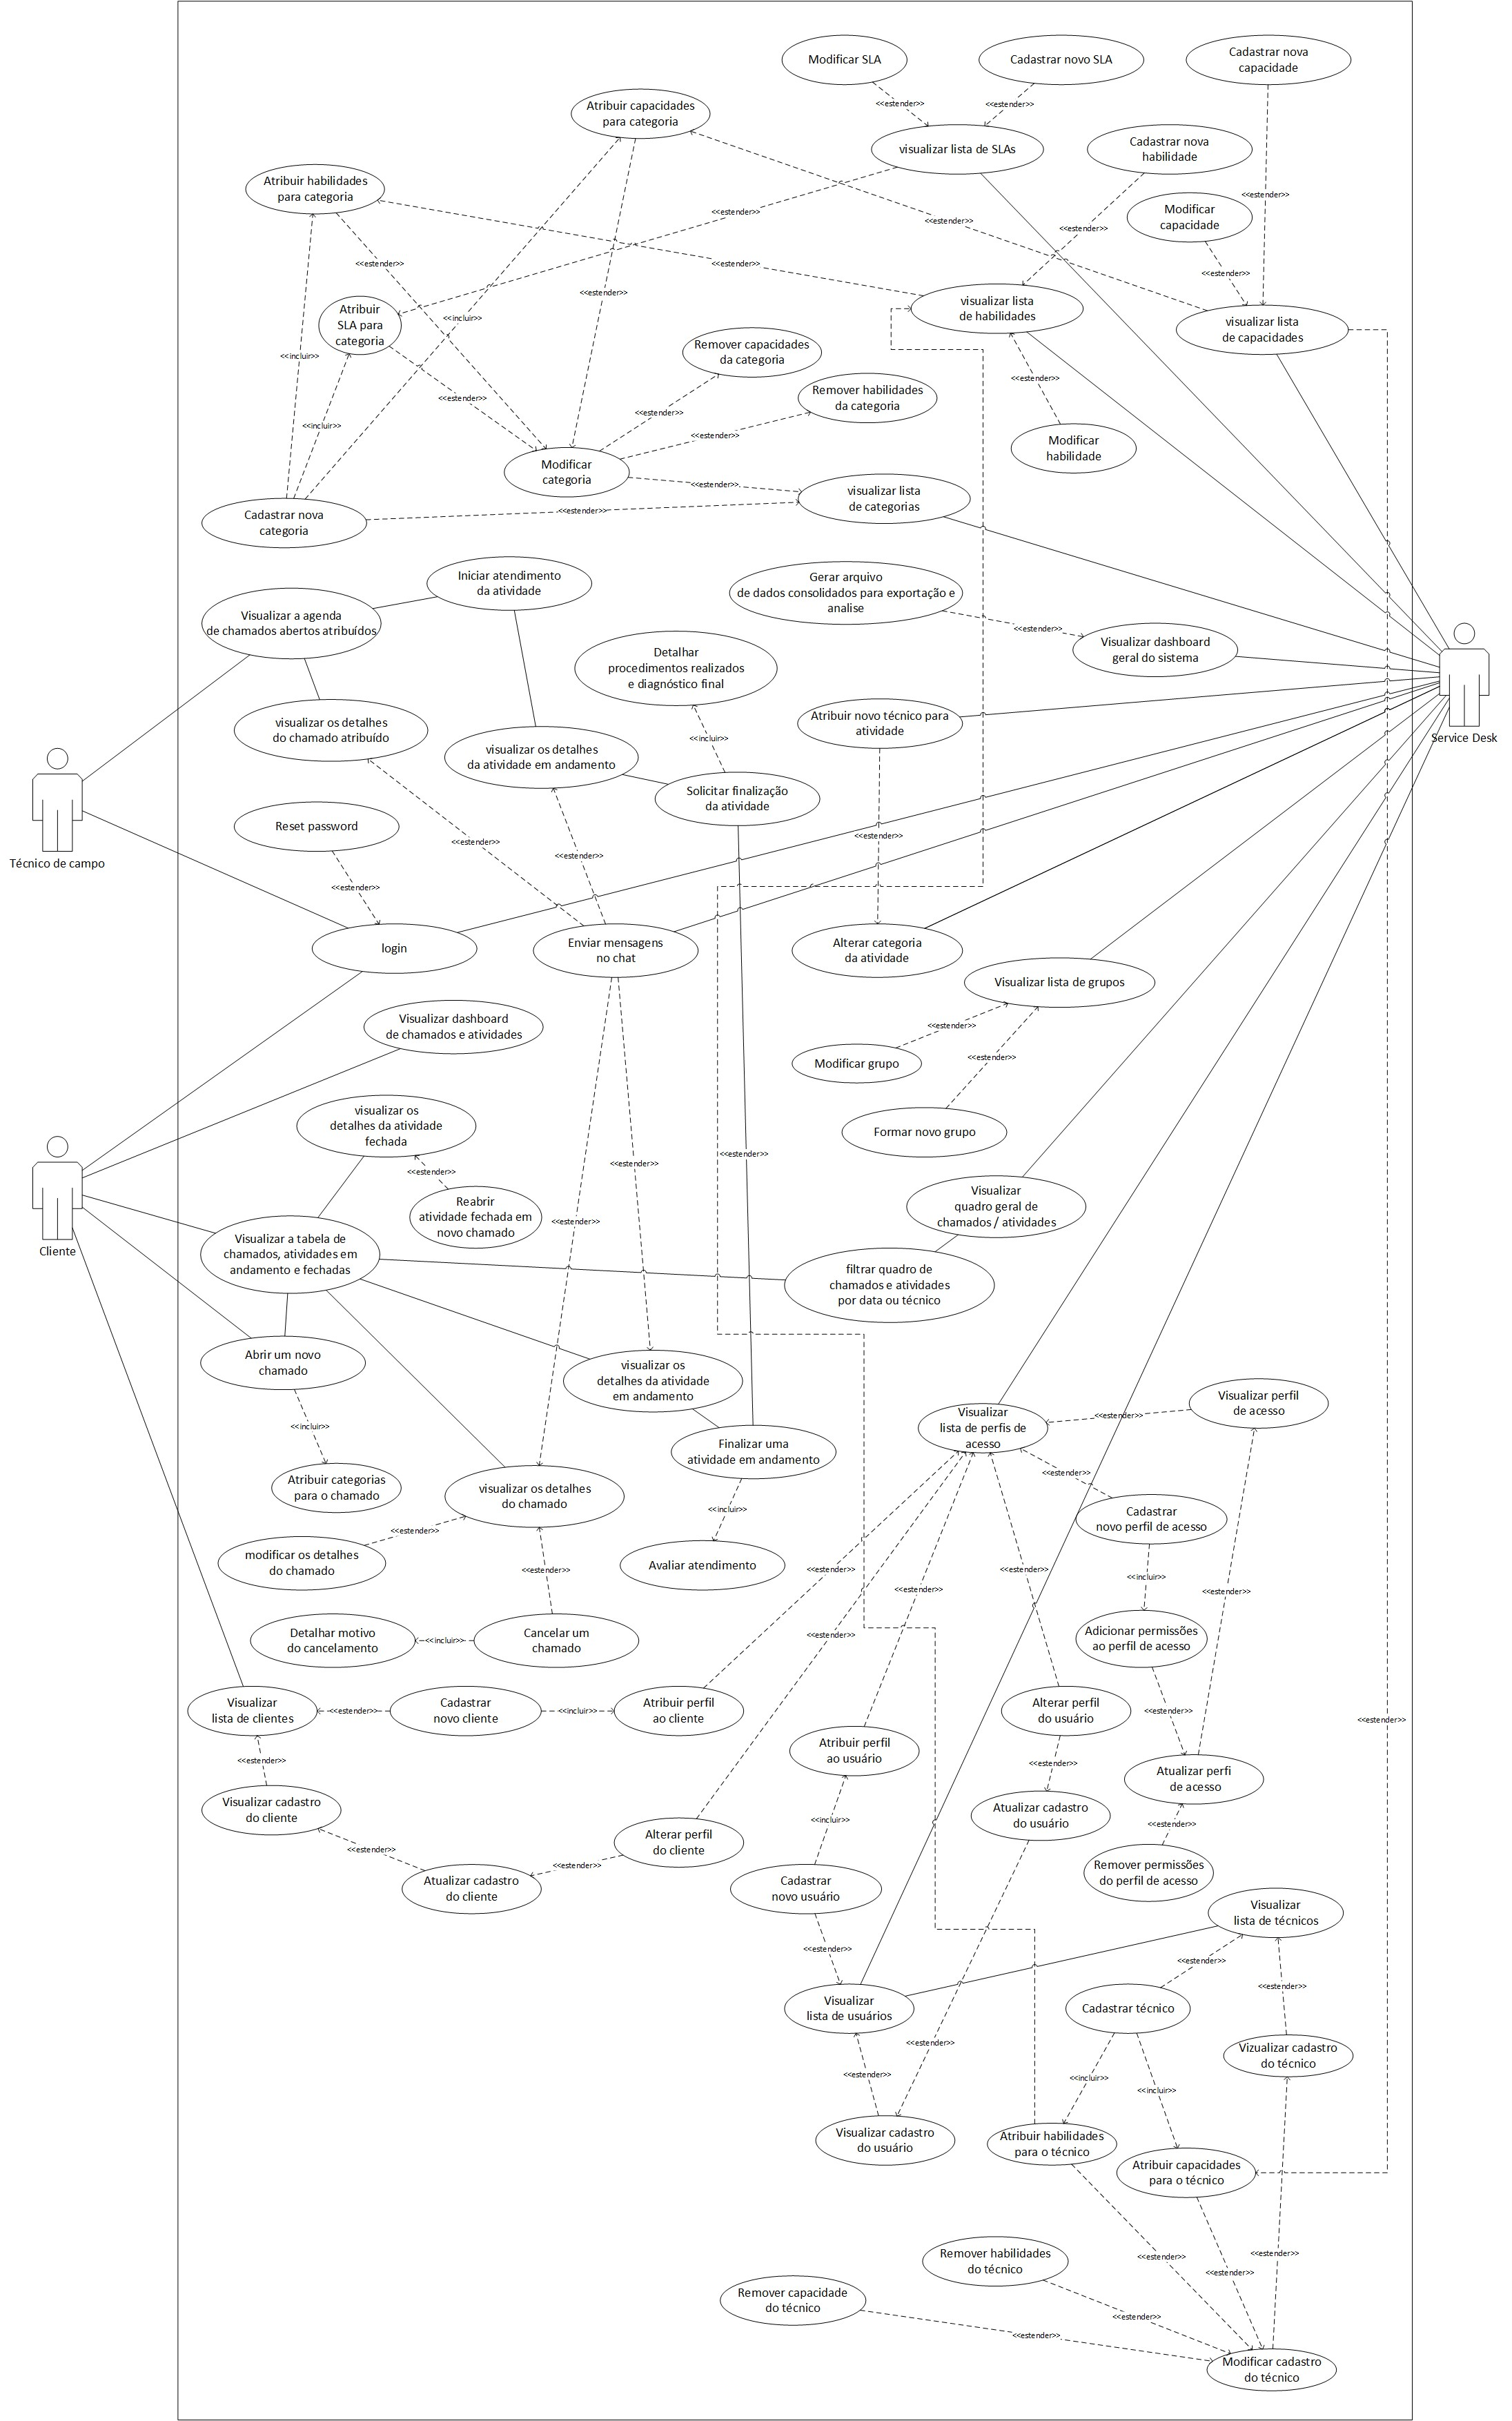 Modificar SLA
Cadastrar novo SLA
Cadastrar nova
capacidade
<<estender>>
<<estender>>
Atribuir capacidades
para categoria
visualizar lista de SLAs
Cadastrar nova
habilidade
Atribuir habilidades
para categoria
<<estender>>
Modificar
capacidade
<<estender>>
<<estender>>
<<estender>>
<<estender>>
<<estender>>
<<estender>>
<<estender>>
Atribuir
SLA para
categoria
visualizar lista
de habilidades
visualizar lista
de capacidades
<<incluir>>
<<incluir>>
Remover capacidades
da categoria
<<estender>>
Remover habilidades
da categoria
<<estender>>
<<estender>>
<<incluir>>
<<estender>>
Modificar
habilidade
Modificar
categoria
<<estender>>
visualizar lista
de categorias
Cadastrar nova
categoria
<<estender>>
Iniciar atendimento
da atividade
Gerar arquivo
de dados consolidados para exportação e
analise
Visualizar a agenda
de chamados abertos atribuídos
<<estender>>
Visualizar dashboard
geral do sistema
Detalhar
procedimentos realizados
e diagnóstico final
visualizar os detalhes
do chamado atribuído
Atribuir novo técnico para
atividade
<<incluir>>
Service Desk
visualizar os detalhes
da atividade em andamento
Solicitar finalização
da atividade
Reset password
<<estender>>
<<estender>>
<<estender>>
Técnico de campo
<<estender>>
login
Enviar mensagens
no chat
Alterar categoria
da atividade
Visualizar lista de grupos
Visualizar dashboard
de chamados e atividades
<<estender>>
Modificar grupo
<<estender>>
visualizar os
detalhes da atividade
fechada
Formar novo grupo
<<estender>>
<<estender>>
<<estender>>
Reabrir
atividade fechada em
novo chamado
Visualizar
quadro geral de
chamados / atividades
<<estender>>
Cliente
Visualizar a tabela de
chamados, atividades em
andamento e fechadas
filtrar quadro de
chamados e atividades
por data ou técnico
Abrir um novo
chamado
visualizar os
detalhes da atividade
em andamento
Visualizar perfil
de acesso
<<incluir>>
Visualizar
lista de perfis de
acesso
<<estender>>
Finalizar uma
atividade em andamento
Atribuir categorias
para o chamado
visualizar os detalhes
do chamado
<<estender>>
<<incluir>>
Cadastrar
novo perfil de acesso
<<estender>>
modificar os detalhes
do chamado
<<estender>>
Avaliar atendimento
<<estender>>
<<estender>>
<<incluir>>
<<estender>>
<<estender>>
Detalhar motivo
do cancelamento
<<incluir>>
Cancelar um
chamado
<<estender>>
Adicionar permissões
ao perfil de acesso
Visualizar
lista de clientes
<<estender>>
Cadastrar
novo cliente
<<incluir>>
Atribuir perfil
ao cliente
Alterar perfil
do usuário
<<estender>>
<<estender>>
<<estender>>
Atribuir perfil
ao usuário
<<estender>>
Atualizar perfi
de acesso
Visualizar cadastro
do cliente
Atualizar cadastro
do usuário
<<incluir>>
<<estender>>
<<estender>>
Alterar perfil
do cliente
<<estender>>
Remover permissões
do perfil de acesso
Atualizar cadastro
do cliente
Cadastrar
novo usuário
Visualizar
lista de técnicos
<<estender>>
<<estender>>
<<estender>>
Visualizar
lista de usuários
Cadastrar técnico
<<estender>>
Vizualizar cadastro
do técnico
<<estender>>
<<incluir>>
<<incluir>>
Visualizar cadastro
do usuário
Atribuir habilidades
para o técnico
Atribuir capacidades
para o técnico
Remover habilidades
do técnico
<<estender>>
<<estender>>
<<estender>>
Remover capacidade
do técnico
<<estender>>
<<estender>>
Modificar cadastro
do técnico